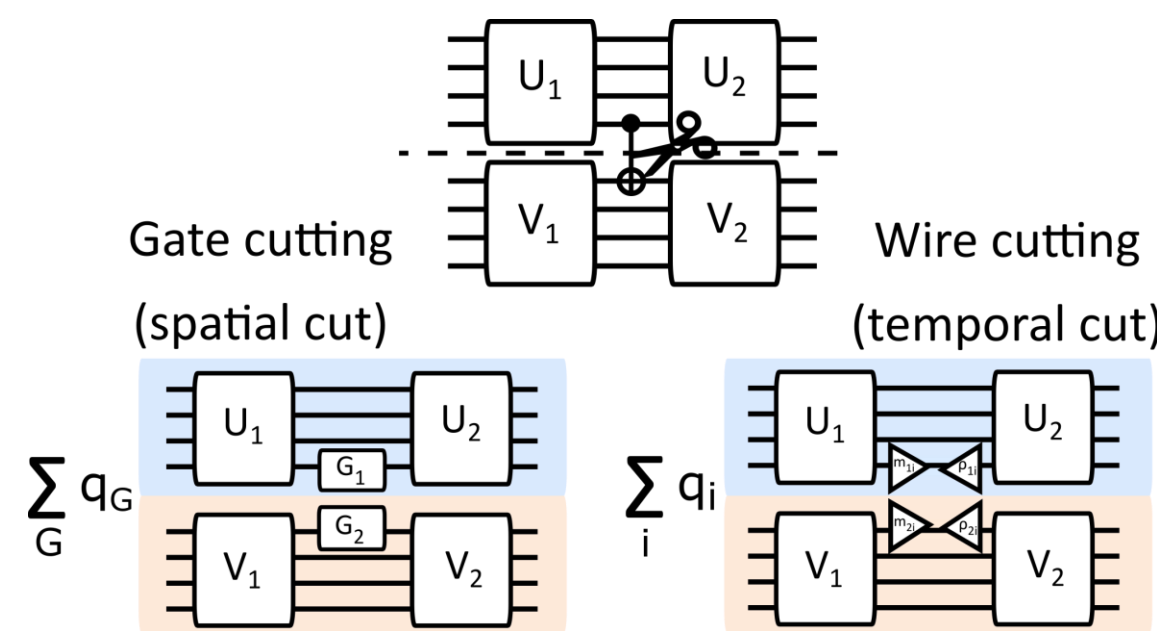 U₁ U₂
V₁ V₂
Gate cutting
(spatial cut)
Wire cutting
(temporal cut)
∑ q_G
G
U₁ U₂
G₁
G₂
V₁ V₂
∑ qᵢ
i
U₁ U₂
m₁ᵢ ρ₁ᵢ
m₂ᵢ ρ₂ᵢ
V₁ V₂